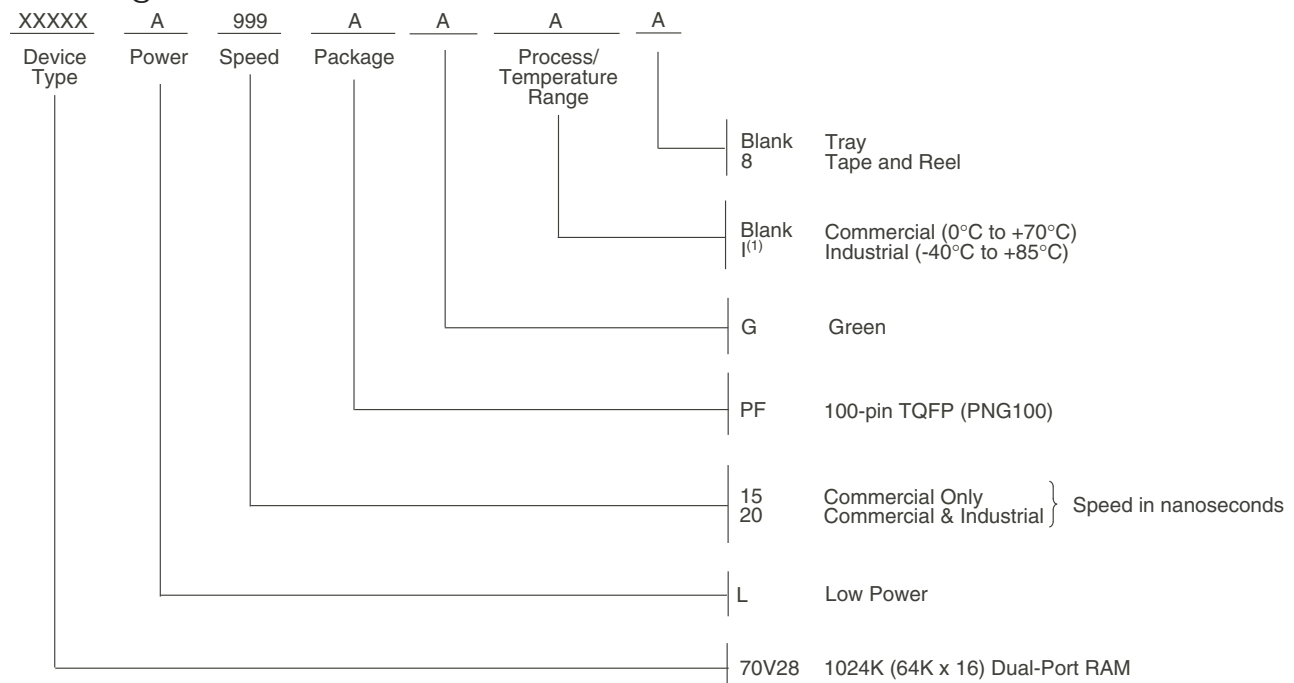 XXXXX A 999 A A A A
Device Type Power Speed Package Process/ Temperature Range
Blank Tray
8 Tape and Reel
Blank Commercial (0°C to +70°C)
I(1) Industrial (-40°C to +85°C)
G Green
PF 100-pin TQFP (PNG100)
15 Commercial Only
20 Commercial & Industrial
Speed in nanoseconds
L Low Power
70V28 1024K (64K x 16) Dual-Port RAM